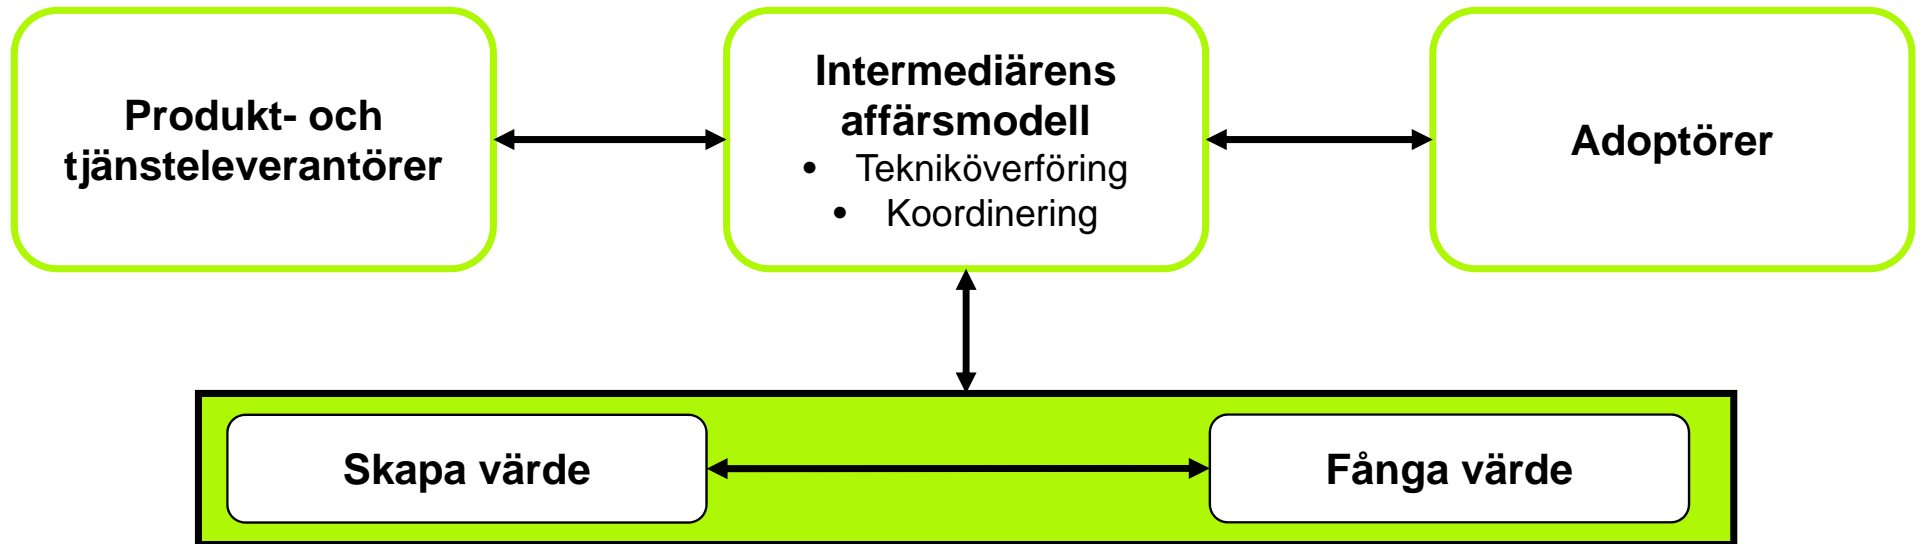 Produkt- och
tjänsteleverantörer
Intermediärens
affärsmodell
• Tekniköverföring
• Koordinering
Adoptörer
Skapa värde
Fånga värde